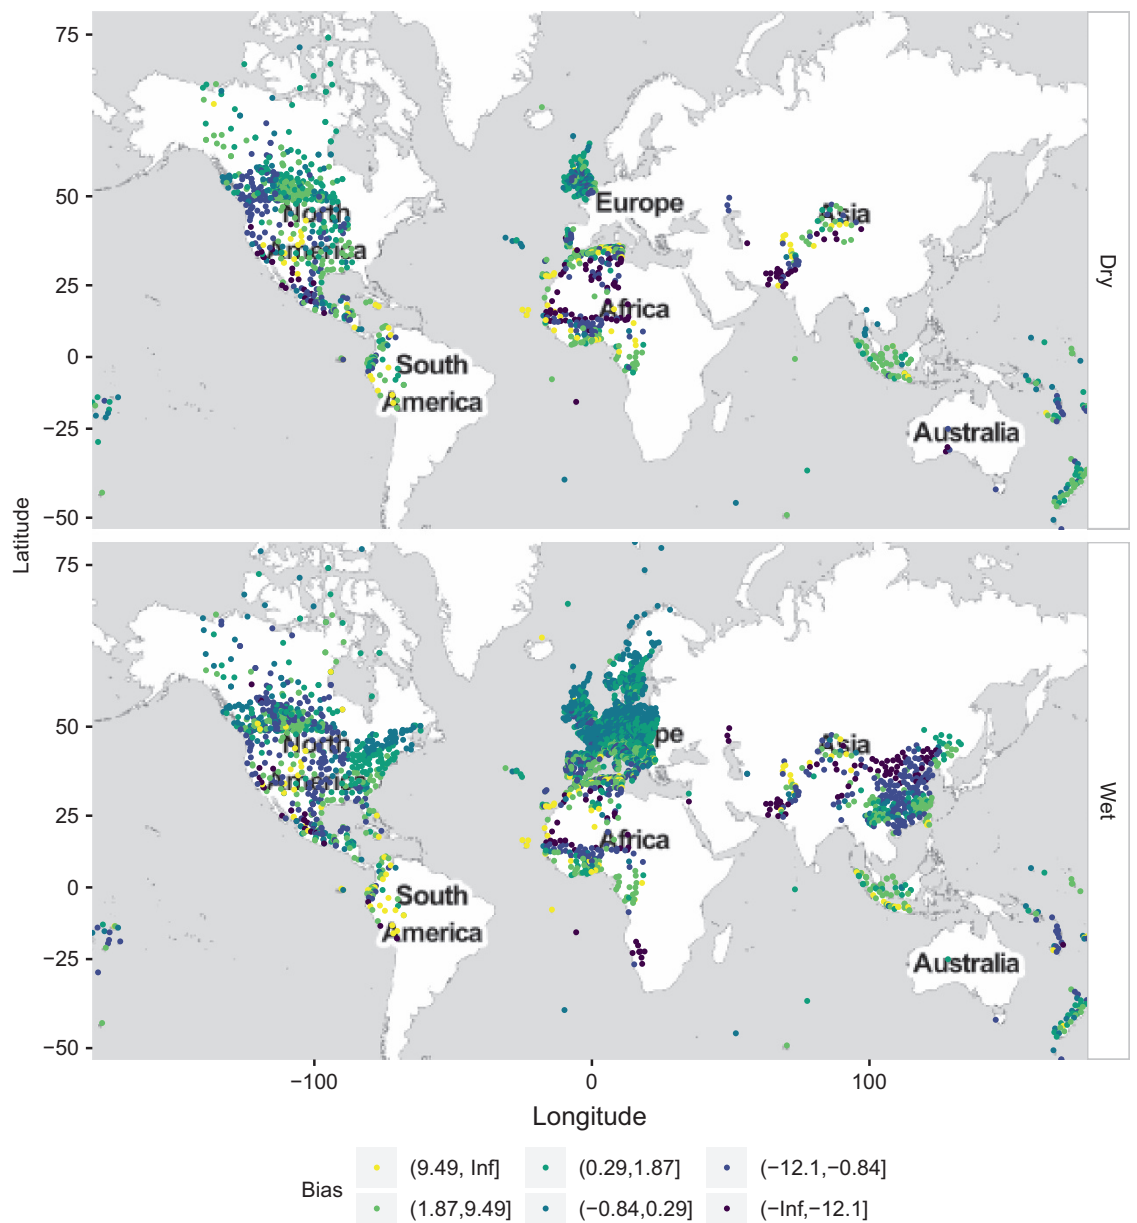 75
50
25
0
−25
−50
North
America
South
America
Europe
Africa
Asia
Australia
Dry
Latitude
75
50
25
0
−25
−50
North
America
South
America
pe
Africa
Asia
Australia
Wet
−100
0
100
Longitude
Bias
(9.49, Inf]
(0.29,1.87]
(−12.1,−0.84]
(1.87,9.49]
(−0.84,0.29]
(−Inf,−12.1]